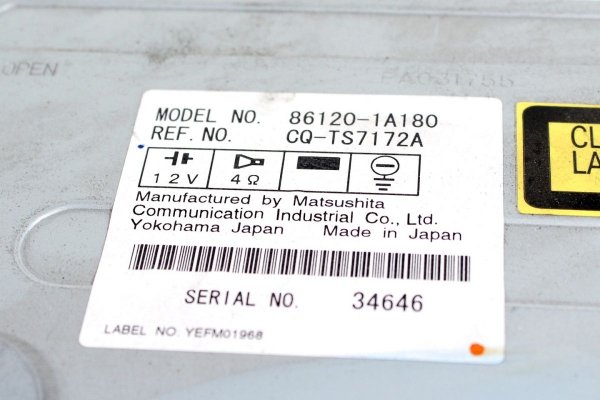 OPEN
MODEL NO. 86120-1A180
REF. NO. CQ-TS7172A
12V
4Ω
Manufactured by Matsushita
Communication Industrial Co., Ltd.
Yokohama Japan Made in Japan
SERIAL NO. 34646
LABEL NO. YEFM01968